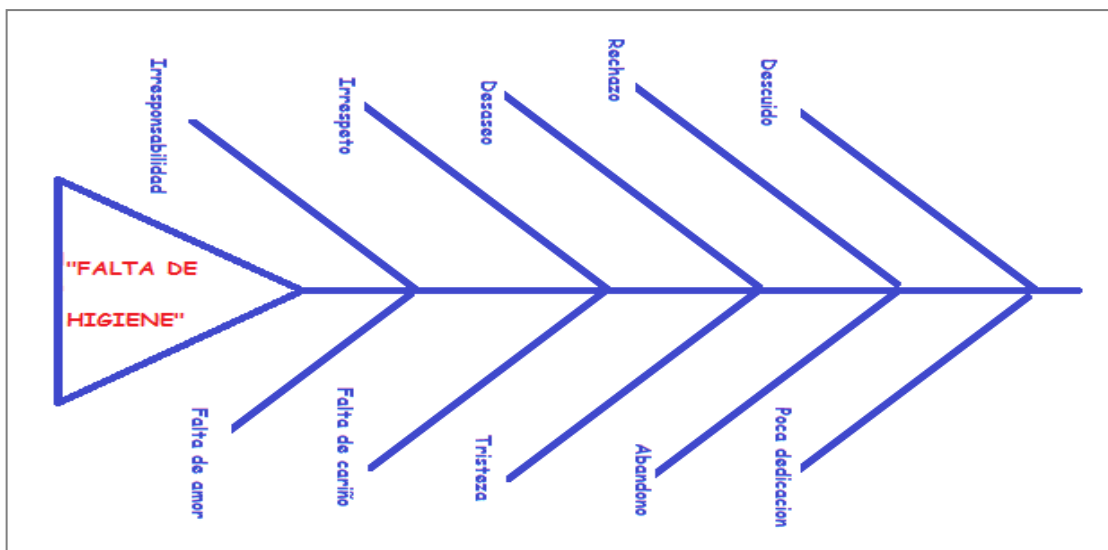 Irresponsabilidad
Irrespeto
Desaseo
Rechazo
Descuido
"FALTA DE
HIGIENE"
Falta de amor
Falta de cariño
Tristeza
Abandono
Poca dedicacion